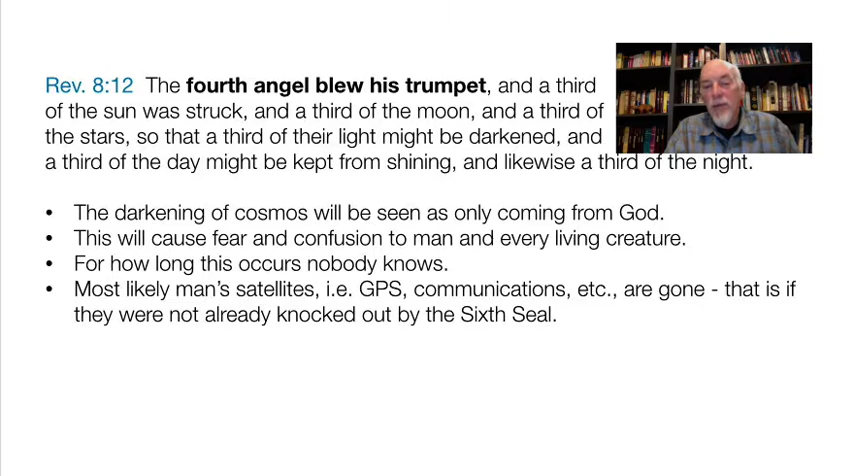 Rev. 8:12 The fourth angel blew his trumpet, and a third
of the sun was struck, and a third of the moon, and a third of
the stars, so that a third of their light might be darkened, and
a third of the day might be kept from shining, and likewise a third of the night.
• The darkening of cosmos will be seen as only coming from God.
• This will cause fear and confusion to man and every living creature.
• For how long this occurs nobody knows.
• Most likely man's satellites, i.e. GPS, communications, etc., are gone - that is if
they were not already knocked out by the Sixth Seal.